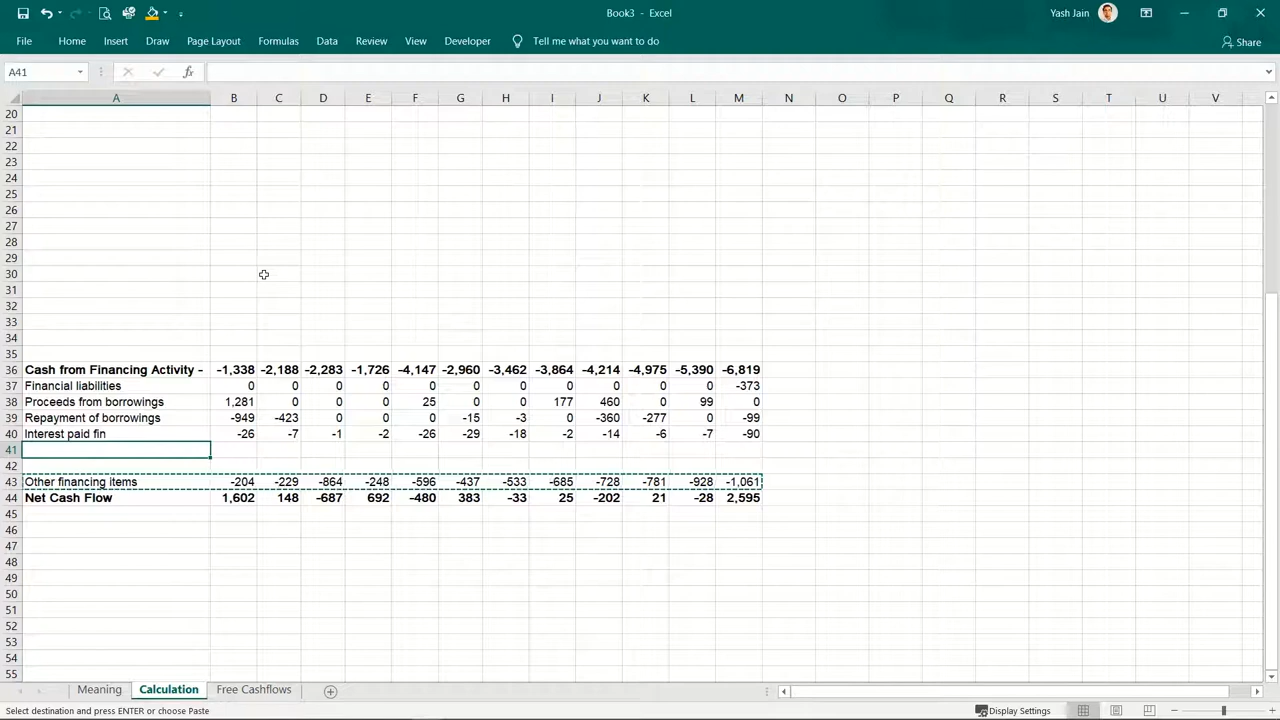 Book3 - Excel
Yash Jain
File Home Insert Draw Page Layout Formulas Data Review View Developer Tell me what you want to do Share
A41 fx
A B C D E F G H I J K L M N O P Q R S T U V
20
21
22
23
24
25
26
27
28
29
30
31
32
33
34
35
36 Cash from Financing Activity - -1,338 -2,188 -2,283 -1,726 -4,147 -2,960 -3,462 -3,864 -4,214 -4,975 -5,390 -6,819
37 Financial liabilities 0 0 0 0 0 0 0 0 0 0 0 -373
38 Proceeds from borrowings 1,281 0 0 0 25 0 0 177 460 0 99 0
39 Repayment of borrowings -949 -423 0 0 0 -15 -3 0 -360 -277 0 -99
40 Interest paid fin -26 -7 -1 -2 -26 -29 -18 -2 -14 -6 -7 -90
41
42
43 Other financing items -204 -229 -864 -248 -596 -437 -533 -685 -728 -781 -928 -1,061
44 Net Cash Flow 1,602 148 -687 692 -480 383 -33 25 -202 21 -28 2,595
45
46
47
48
49
50
51
52
53
54
55
Meaning Calculation Free Cashflows
Select destination and press ENTER or choose Paste Display Settings